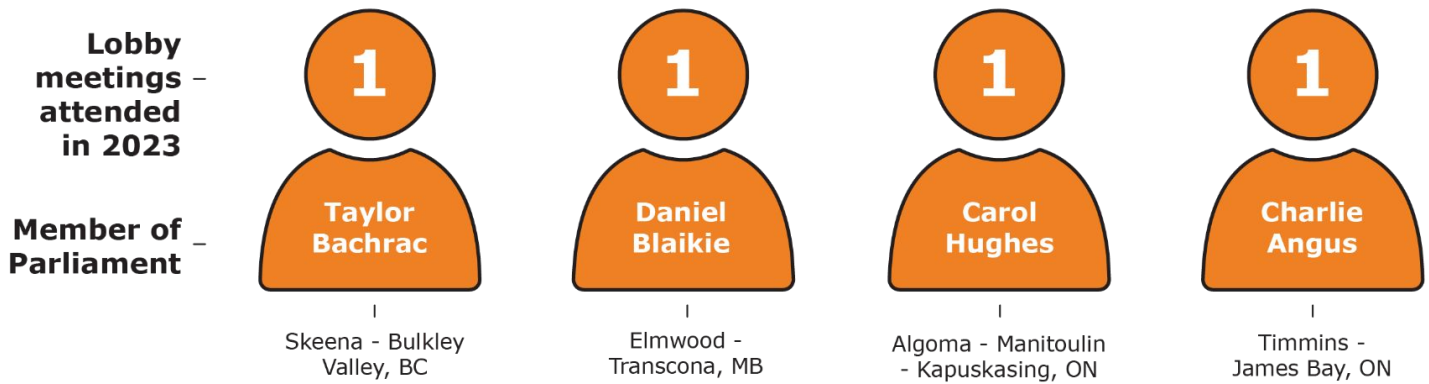 Lobby
meetings
attended
in 2023
1
1
1
1
Member of
Parliament
Taylor
Bachrac
Daniel
Blaikie
Carol
Hughes
Charlie
Angus
Skeena - Bulkley
Valley, BC
Elmwood -
Transcona, MB
Algoma - Manitoulin
- Kapuskasing, ON
Timmins -
James Bay, ON